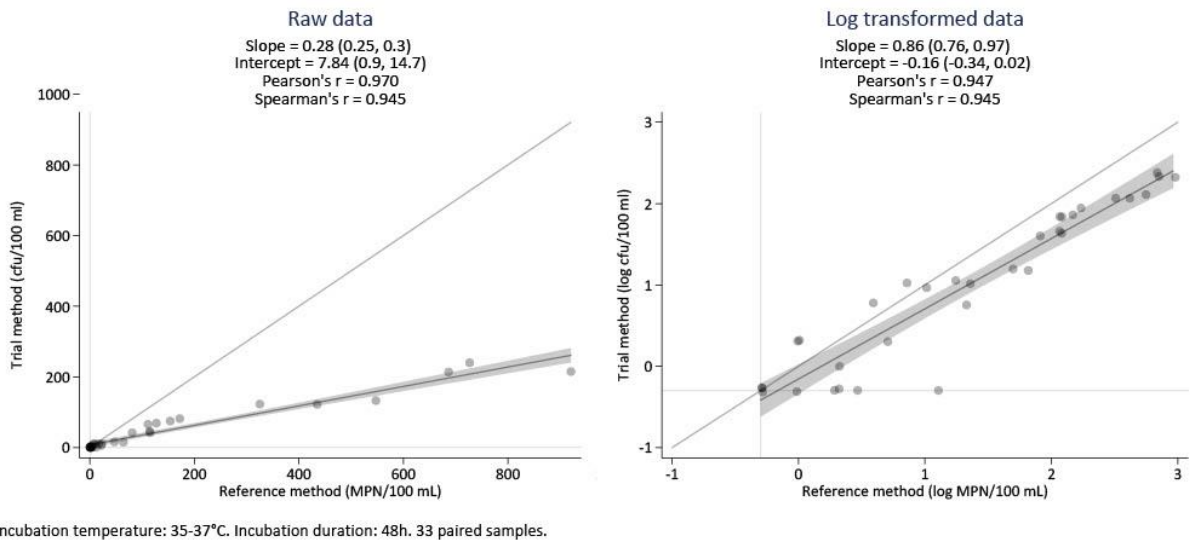 Raw data
Slope = 0.28 (0.25, 0.3)
Intercept = 7.84 (0.9, 14.7)
Pearson's r = 0.970
Spearman's r = 0.945
1000
800
600
400
200
0
Trial method (cfu/100 ml)
0 200 400 600 800
Reference method (MPN/100 mL)
Log transformed data
Slope = 0.86 (0.76, 0.97)
Intercept = -0.16 (-0.34, 0.02)
Pearson's r = 0.947
Spearman's r = 0.945
3
2
1
0
-1
Trial method (log cfu/100 ml)
-1 0 1 2 3
Reference method (log MPN/100 mL)
ncubation temperature: 35-37°C. Incubation duration: 48h. 33 paired samples.